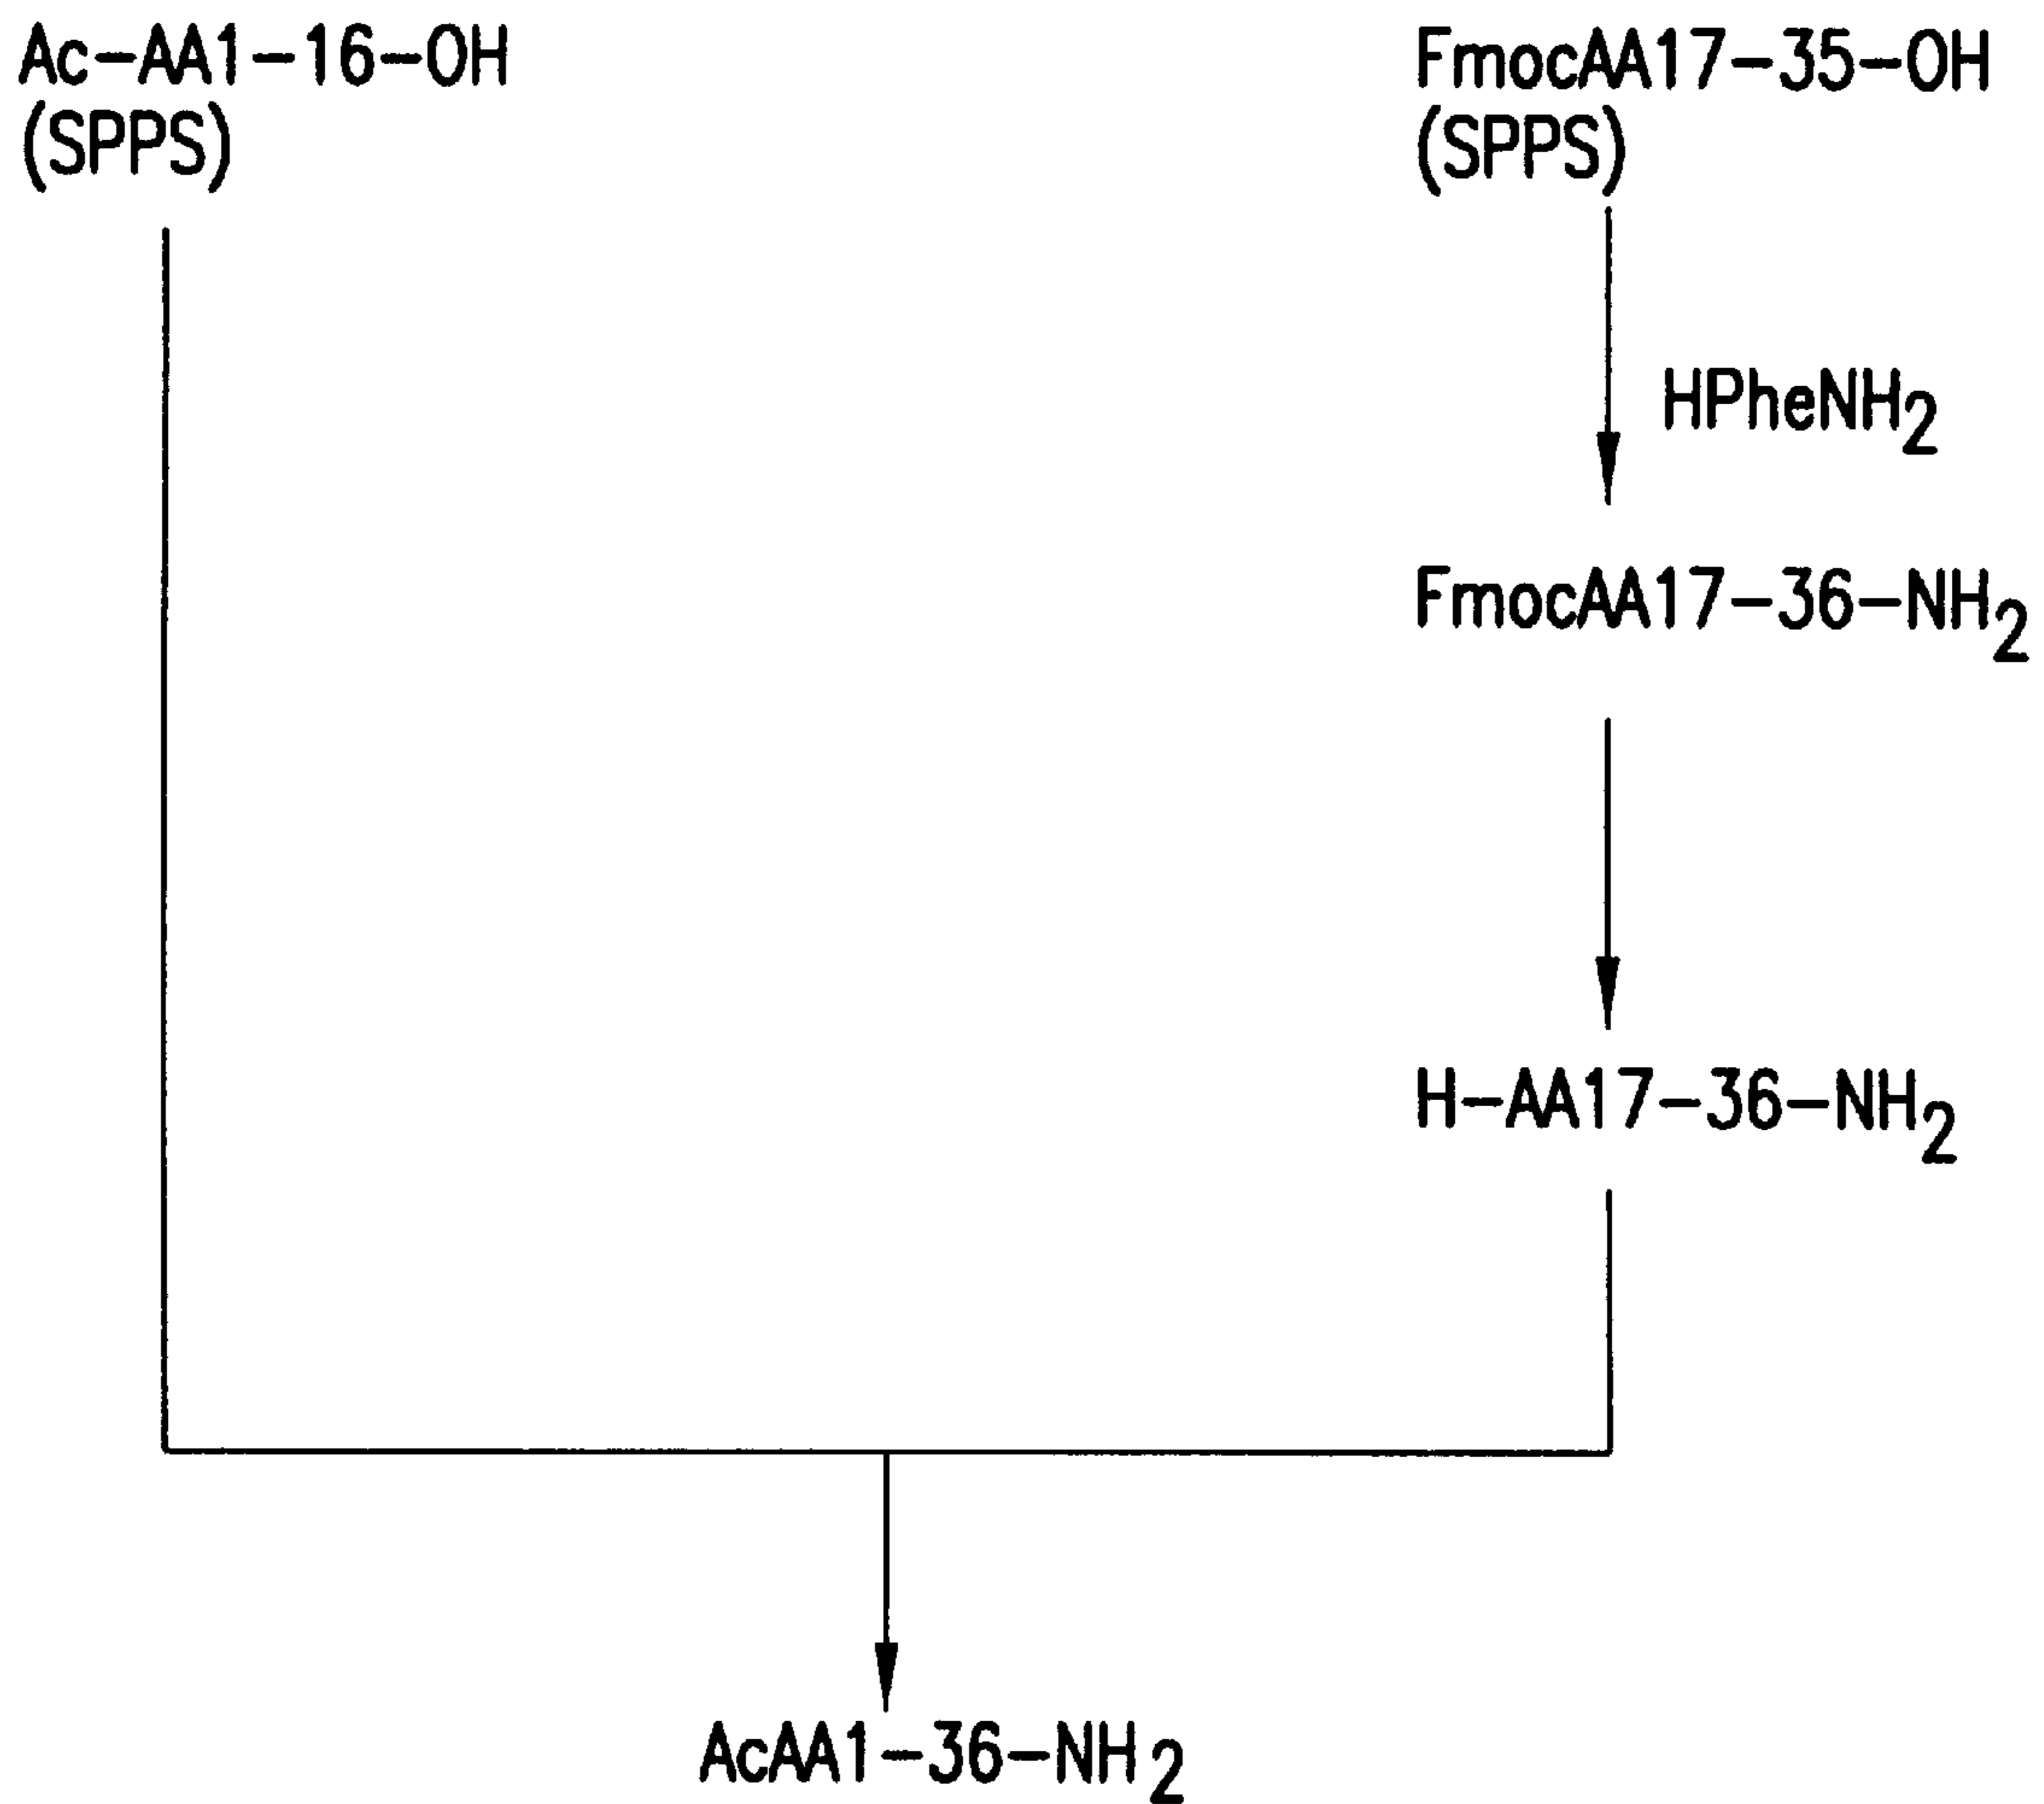 Ac-AA1-16-OH
(SPPS)
FmocAA17-35-OH
(SPPS)
HPheNH2
FmocAA17-36-NH2
H-AA17-36-NH2
AcAA1-36-NH2